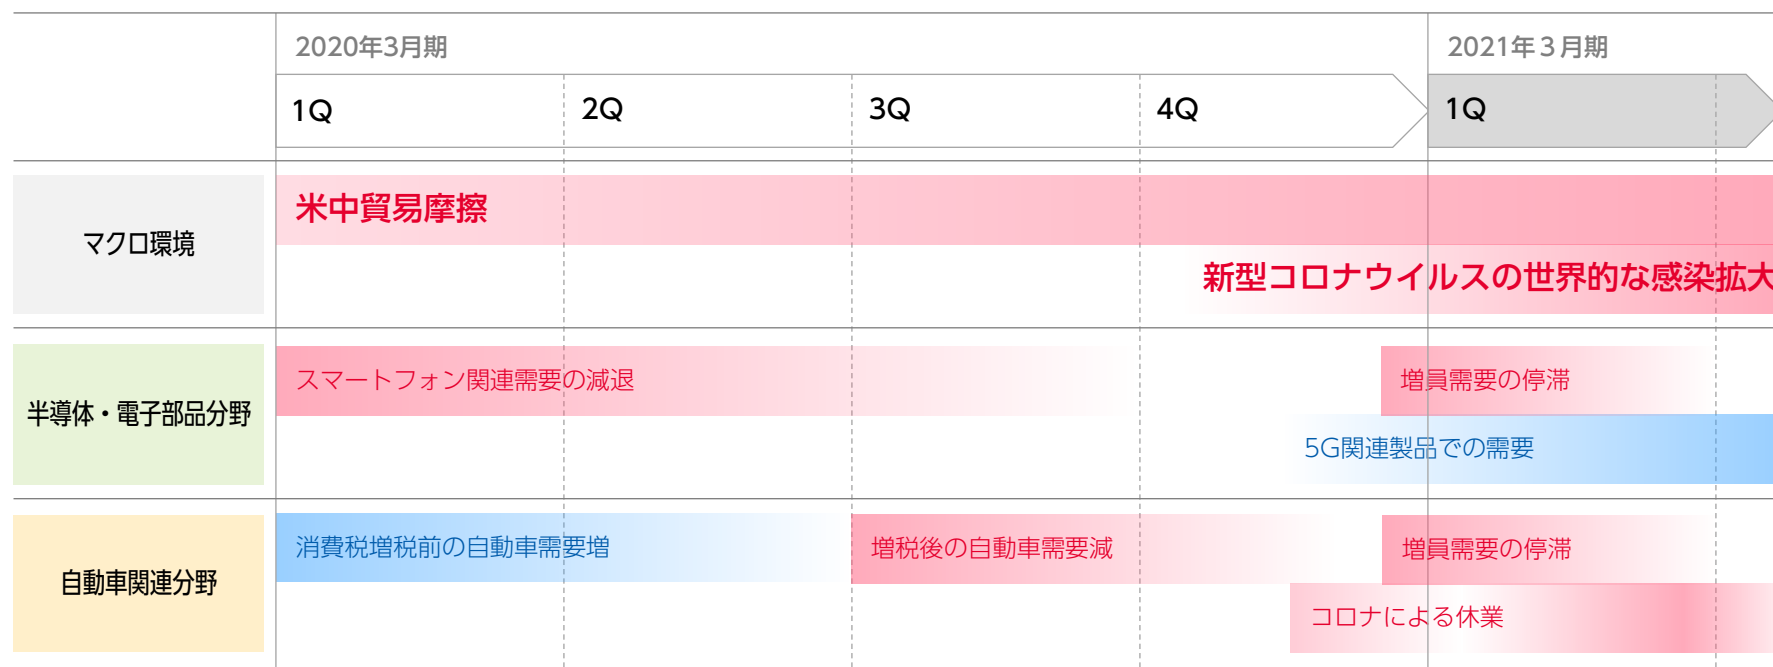 2020年3月期
2021年３月期
1Q
2Q
3Q
4Q
1Q
マクロ環境
米中貿易摩擦
新型コロナウイルスの世界的な感染拡大
半導体・電子部品分野
スマートフォン関連需要の減退
増員需要の停滞
5G関連製品での需要
自動車関連分野
消費税増税前の自動車需要増
増税後の自動車需要減
増員需要の停滞
コロナによる休業